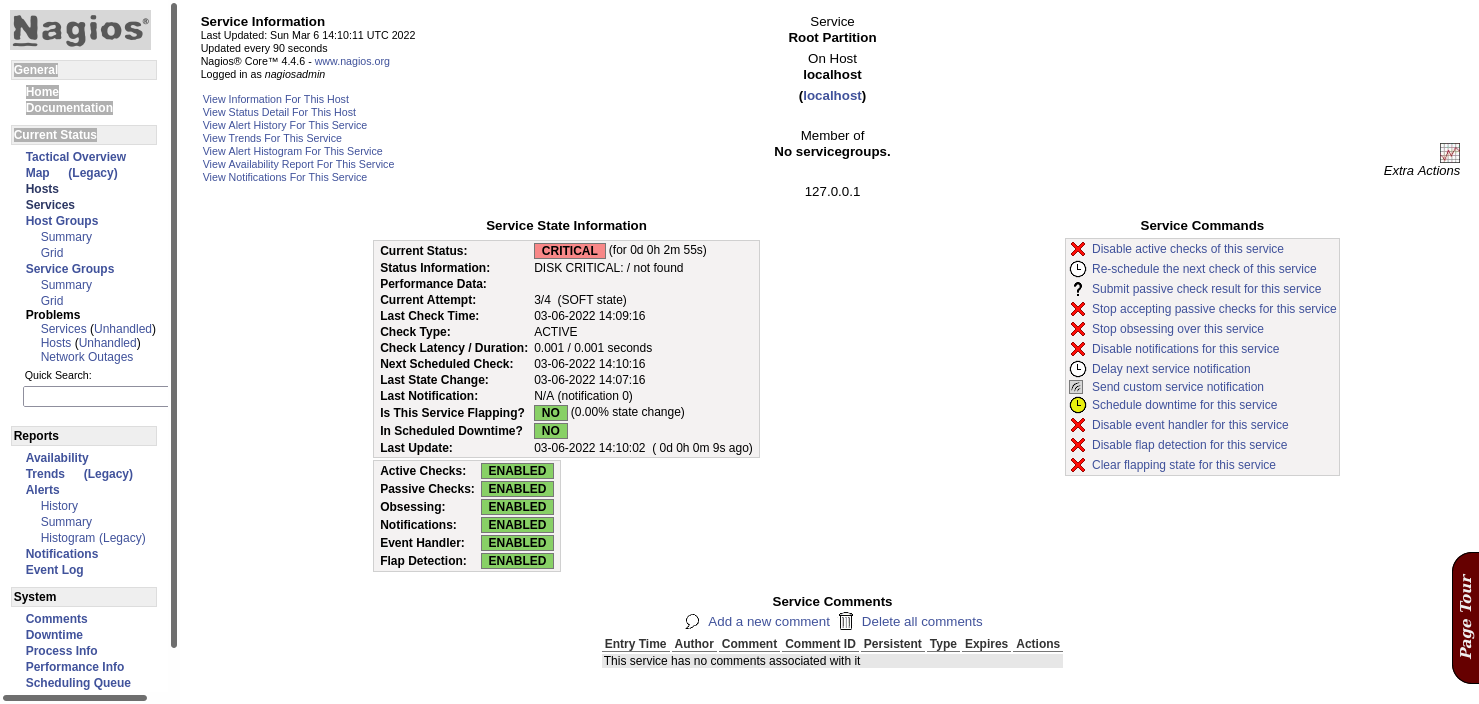 Nagios®
General
Home
Documentation
Current Status
Tactical Overview
Map (Legacy)
Hosts
Services
Host Groups
Summary
Grid
Service Groups
Summary
Grid
Problems
Services (Unhandled)
Hosts (Unhandled)
Network Outages
Quick Search:
Reports
Availability
Trends (Legacy)
Alerts
History
Summary
Histogram (Legacy)
Notifications
Event Log
System
Comments
Downtime
Process Info
Performance Info
Scheduling Queue
Service Information
Last Updated: Sun Mar 6 14:10:11 UTC 2022
Updated every 90 seconds
Nagios® Core™ 4.4.6 - www.nagios.org
Logged in as nagiosadmin
View Information For This Host
View Status Detail For This Host
View Alert History For This Service
View Trends For This Service
View Alert Histogram For This Service
View Availability Report For This Service
View Notifications For This Service
Service
Root Partition
On Host
localhost
(localhost)
Member of
No servicegroups.
127.0.0.1
Extra Actions
Service State Information
Current Status: CRITICAL (for 0d 0h 2m 55s)
Status Information: DISK CRITICAL: / not found
Performance Data:
Current Attempt: 3/4 (SOFT state)
Last Check Time: 03-06-2022 14:09:16
Check Type: ACTIVE
Check Latency / Duration: 0.001 / 0.001 seconds
Next Scheduled Check: 03-06-2022 14:10:16
Last State Change: 03-06-2022 14:07:16
Last Notification: N/A (notification 0)
Is This Service Flapping? NO (0.00% state change)
In Scheduled Downtime? NO
Last Update: 03-06-2022 14:10:02 ( 0d 0h 0m 9s ago)
Active Checks: ENABLED
Passive Checks: ENABLED
Obsessing: ENABLED
Notifications: ENABLED
Event Handler: ENABLED
Flap Detection: ENABLED
Service Commands
Disable active checks of this service
Re-schedule the next check of this service
Submit passive check result for this service
Stop accepting passive checks for this service
Stop obsessing over this service
Disable notifications for this service
Delay next service notification
Send custom service notification
Schedule downtime for this service
Disable event handler for this service
Disable flap detection for this service
Clear flapping state for this service
Service Comments
Add a new comment Delete all comments
Entry Time Author Comment Comment ID Persistent Type Expires Actions
This service has no comments associated with it
Page Tour